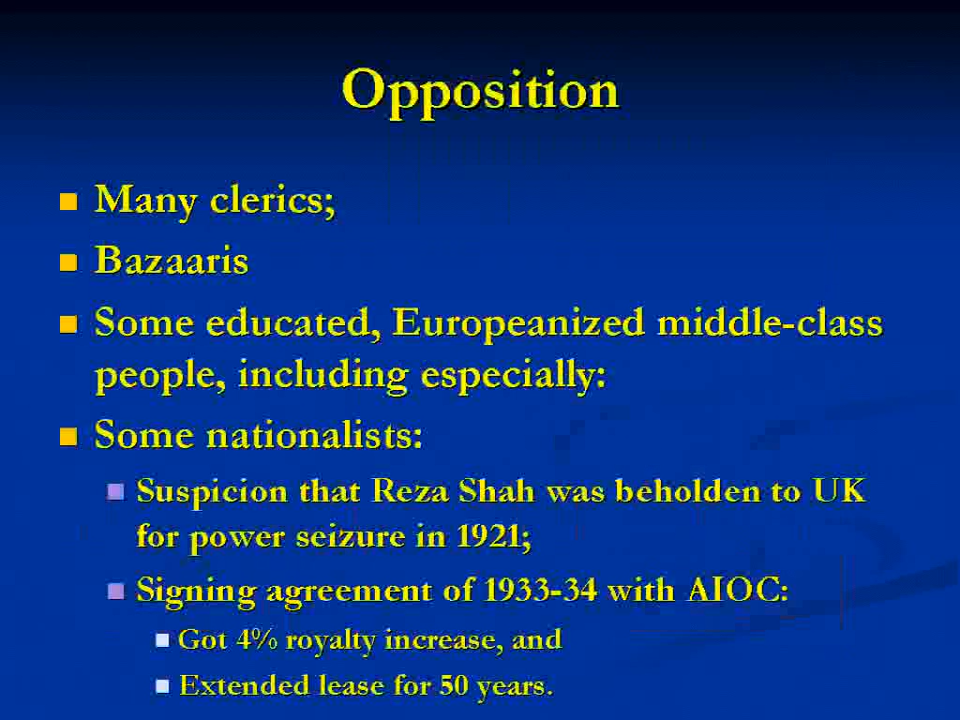 Opposition
Many clerics;
Bazaaris
Some educated, Europeanized middle-class
people, including especially:
Some nationalists:
Suspicion that Reza Shah was beholden to UK
for power seizure in 1921;
Signing agreement of 1933-34 with AIOC:
Got 4% royalty increase, and
Extended lease for 50 years.